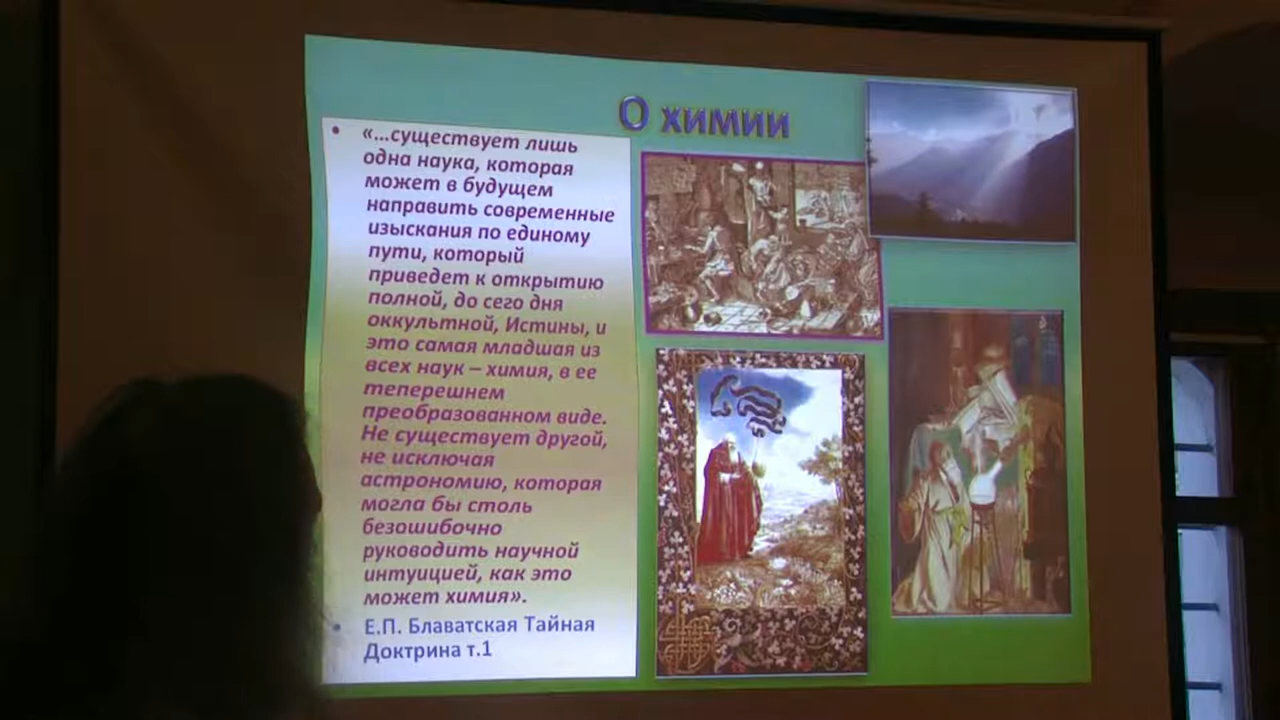 О химии
• «...существует лишь
одна наука, которая
может в будущем
направить современные
изыскания по единому
пути, который
приведет к открытию
полной, до сего дня
оккультной, Истины, и
это самая младшая из
всех наук – химия, в ее
теперешнем
преобразованном виде.
Не существует другой,
не исключая
астрономию, которая
могла бы столь
безошибочно
руководить научной
интуицией, как это
может химия».
• Е.П. Блаватская Тайная
Доктрина т.1